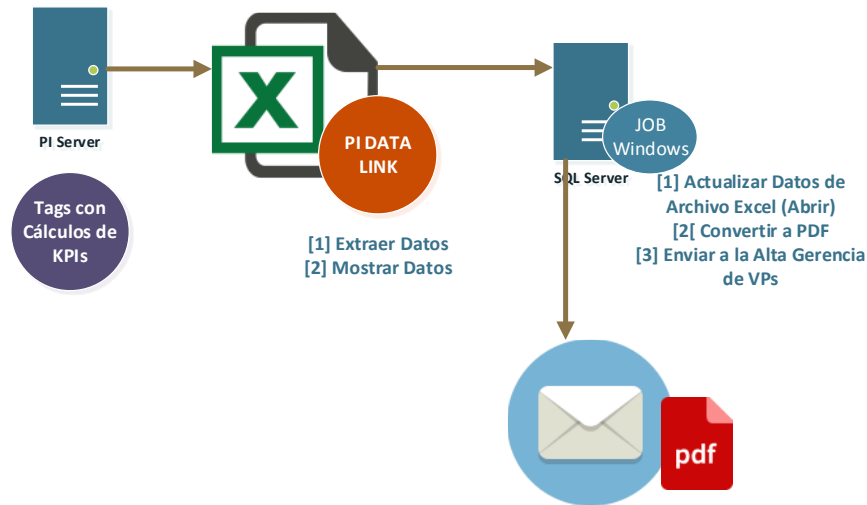 PI Server
Tags con
Cálculos de
KPIs
X
PI DATA
LINK
[1] Extraer Datos
[2] Mostrar Datos
JOB
Windows
SQL Server
[1] Actualizar Datos de
Archivo Excel (Abrir)
[2[ Convertir a PDF
[3] Enviar a la Alta Gerencia
de VPs
pdf